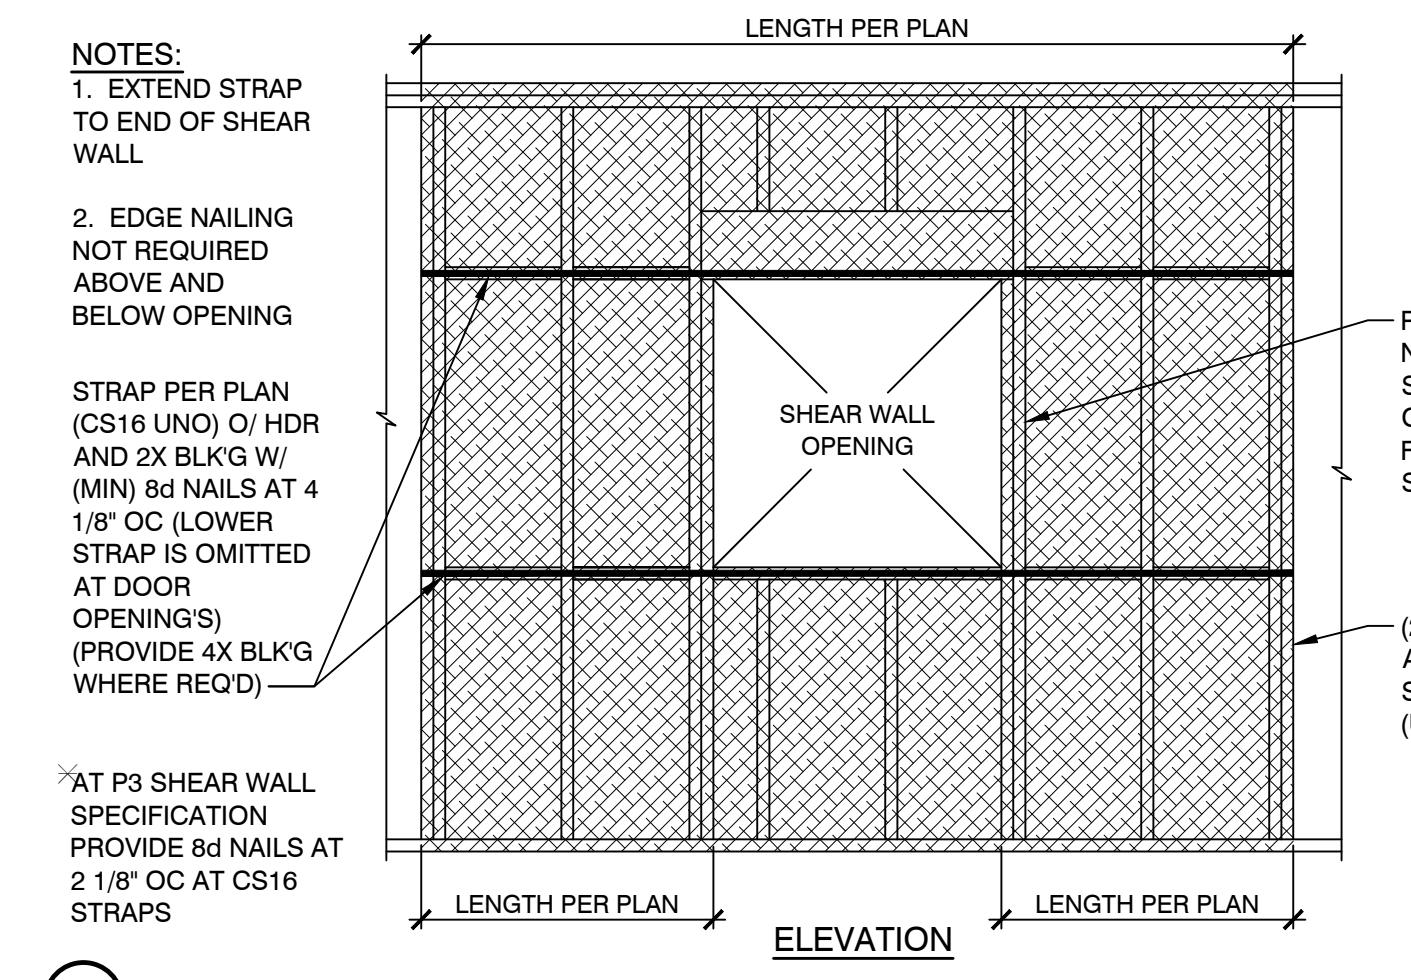 NOTES:
1. EXTEND STRAP
TO END OF SHEAR
WALL
2. EDGE NAILING
NOT REQUIRED
ABOVE AND
BELOW OPENING
STRAP PER PLAN
(CS16 UNO) O/ HDR
AND 2X BLK'G W/
(MIN) 8d NAILS AT 4
1/8" OC (LOWER
STRAP IS OMITTED
AT DOOR
OPENING'S)
(PROVIDE 4X BLK'G
WHERE REQ'D)
AT P3 SHEAR WALL
SPECIFICATION
PROVIDE 8d NAILS AT
2 1/8" OC AT CS16
STRAPS
LENGTH PER PLAN
SHEAR WALL
OPENING
LENGTH PER PLAN
LENGTH PER PLAN
ELEVATION